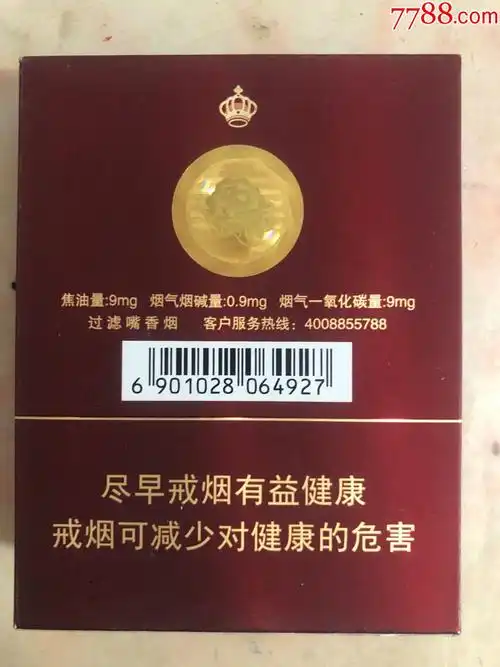 7788.com
焦油量:9mg 烟气烟碱量:0.9mg 烟气一氧化碳量:9mg
过滤嘴香烟 客户服务热线：4008855788
6 901028 064927
尽早戒烟有益健康
戒烟可减少对健康的危害